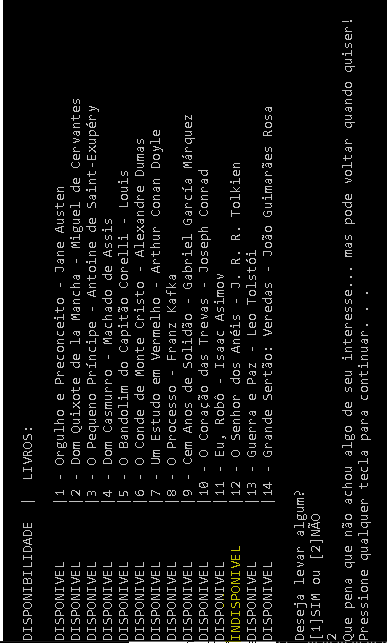 DISPONIBILIDADE | LIVROS:
DISPONIVEL |1 - Orgulho e Preconceito - Jane Austen
DISPONIVEL |2 - Dom Quixote de la Mancha - Miguel de Cervantes
DISPONIVEL |3 - O Pequeno Príncipe - Antoine de Saint-Exupéry
DISPONIVEL |4 - Dom Casmurro - Machado de Assis
DISPONIVEL |5 - O Bandolim do Capitão Corelli - Louis
DISPONIVEL |6 - O Conde de Monte Cristo - Alexandre Dumas
DISPONIVEL |7 - Um Estudo em Vermelho - Arthur Conan Doyle
DISPONIVEL |8 - O Processo - Franz Kafka
DISPONIVEL |9 - Cem Anos de Solidão - Gabriel García Márquez
DISPONIVEL |10 - O Coração das Trevas - Joseph Conrad
DISPONIVEL |11 - Eu, Robô - Isaac Asimov
INDISPONIVEL |12 - O Senhor dos Anéis - J. R. R. Tolkien
DISPONIVEL |13 - Guerra e Paz - Leo Tolstói
DISPONIVEL |14 - Grande Sertão: Veredas - João Guimarães Rosa
Deseja levar algum?
[1]SIM ou [2]NÃO
2
Que pena que não achou algo de seu interesse... mas pode voltar quando quiser!
Pressione qualquer tecla para continuar. . .